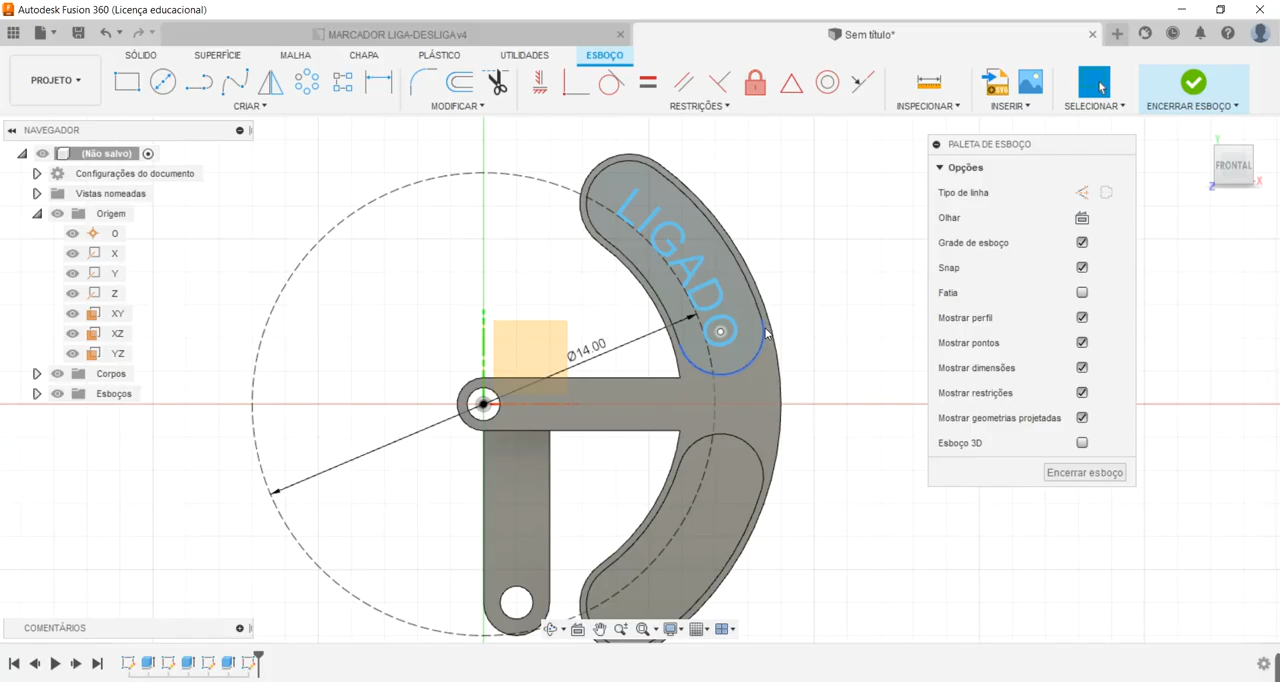 Autodesk Fusion 360 (Licença educacional)
MARCADOR LIGA-DESLIGA v4
Sem título*
SÓLIDO SUPERFÍCIE MALHA CHAPA PLÁSTICO UTILIDADES ESBOÇO
PROJETO
CRIAR MODIFICAR RESTRIÇÕES INSPECIONAR INSERIR SELECIONAR ENCERRAR ESBOÇO
NAVEGADOR
(Não salvo)
Configurações do documento
Vistas nomeadas
Origem
O
X
Y
Z
XY
XZ
YZ
Corpos
Esboços
LIGADO
Ø14.00
PALETA DE ESBOÇO
Opções
Tipo de linha
Olhar
Grade de esboço
Snap
Fatia
Mostrar perfil
Mostrar pontos
Mostrar dimensões
Mostrar restrições
Mostrar geometrias projetadas
Esboço 3D
Encerrar esboço
Y
FRONTAL
Z X
COMENTÁRIOS